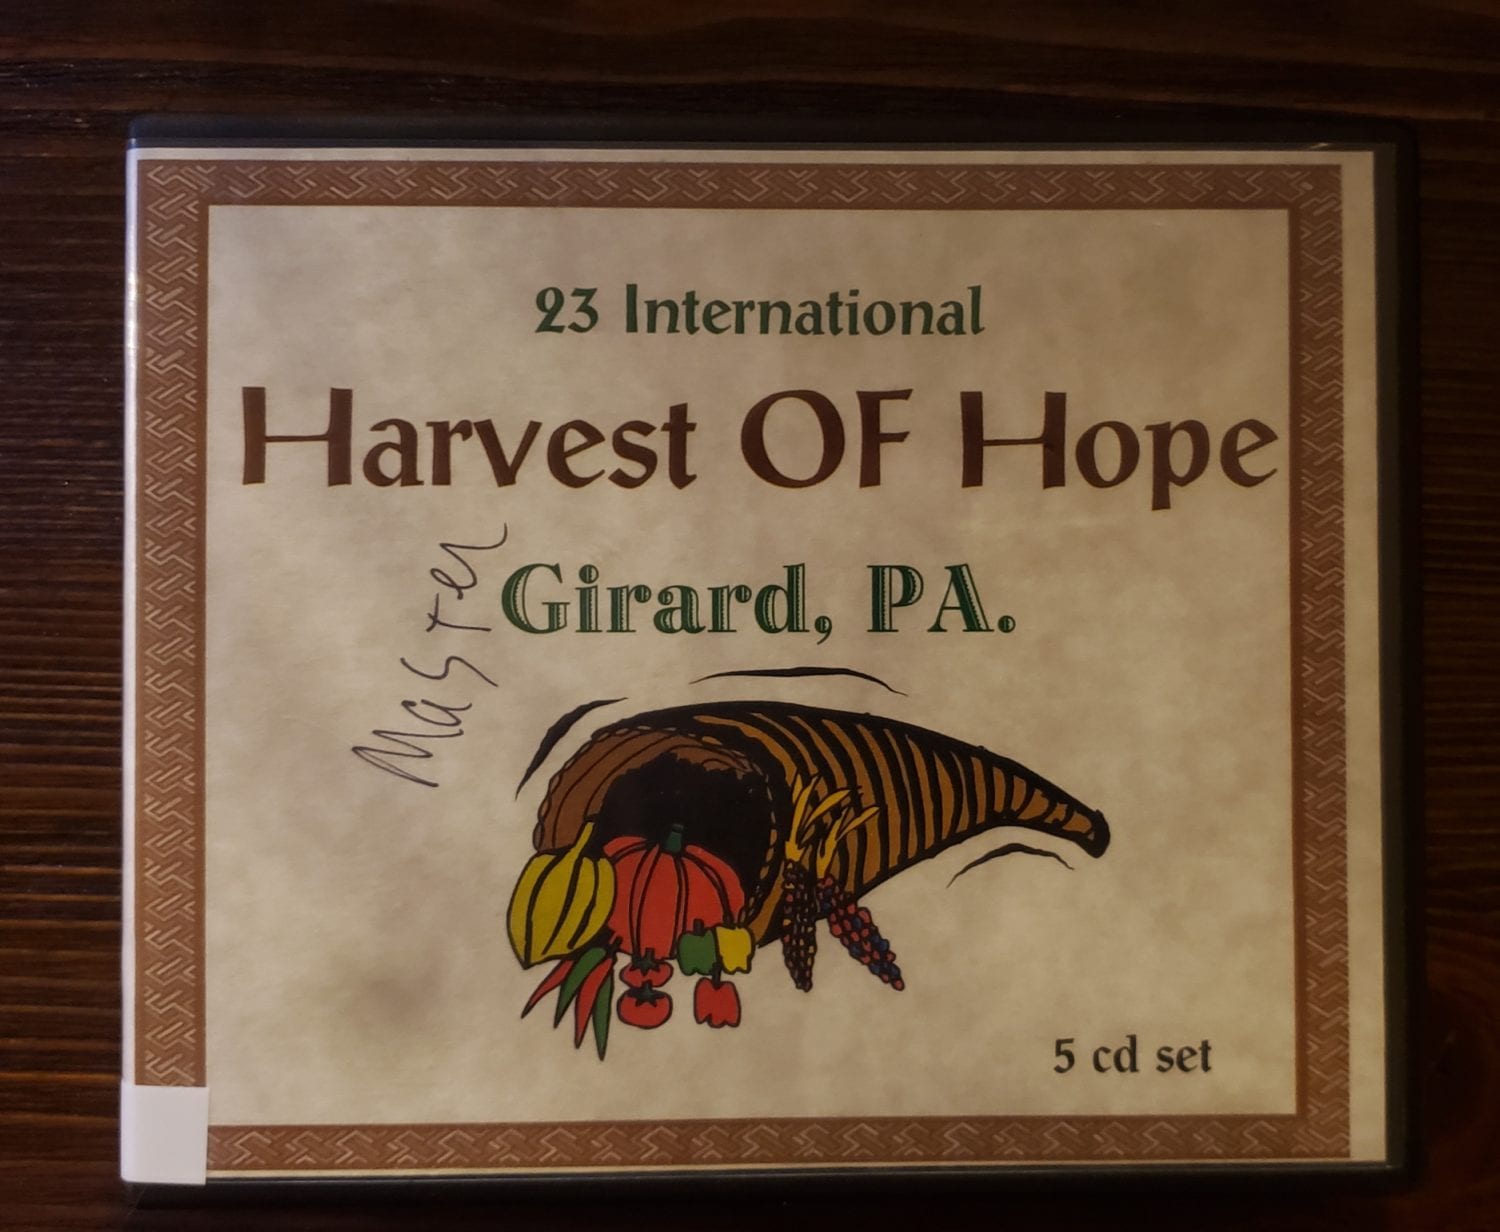 23 International
Harvest OF Hope
Girard, PA.
Master
5 cd set